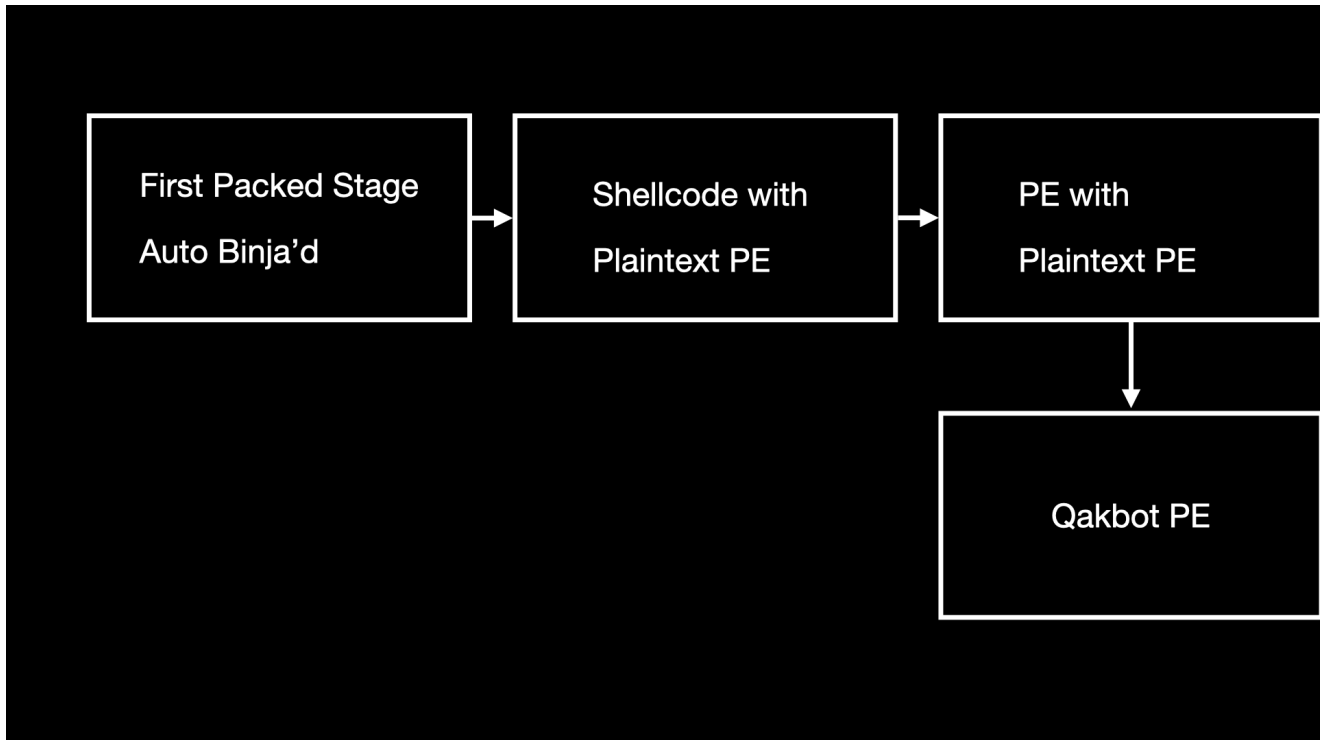 First Packed Stage
Auto Binja’d
Shellcode with
Plaintext PE
PE with
Plaintext PE
Qakbot PE